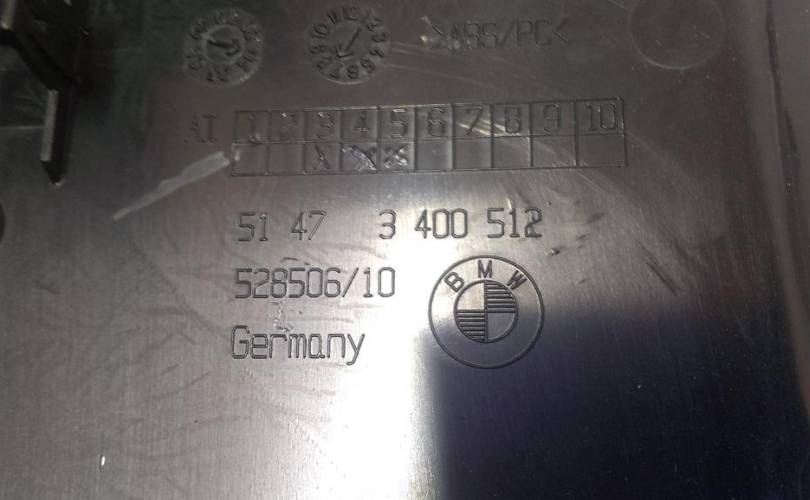 >ABS/PC<
AT 1 2 3 4 5 6 7 8 9 10
X X X
51 47 3 400 512
528506/10
BMW
Germany